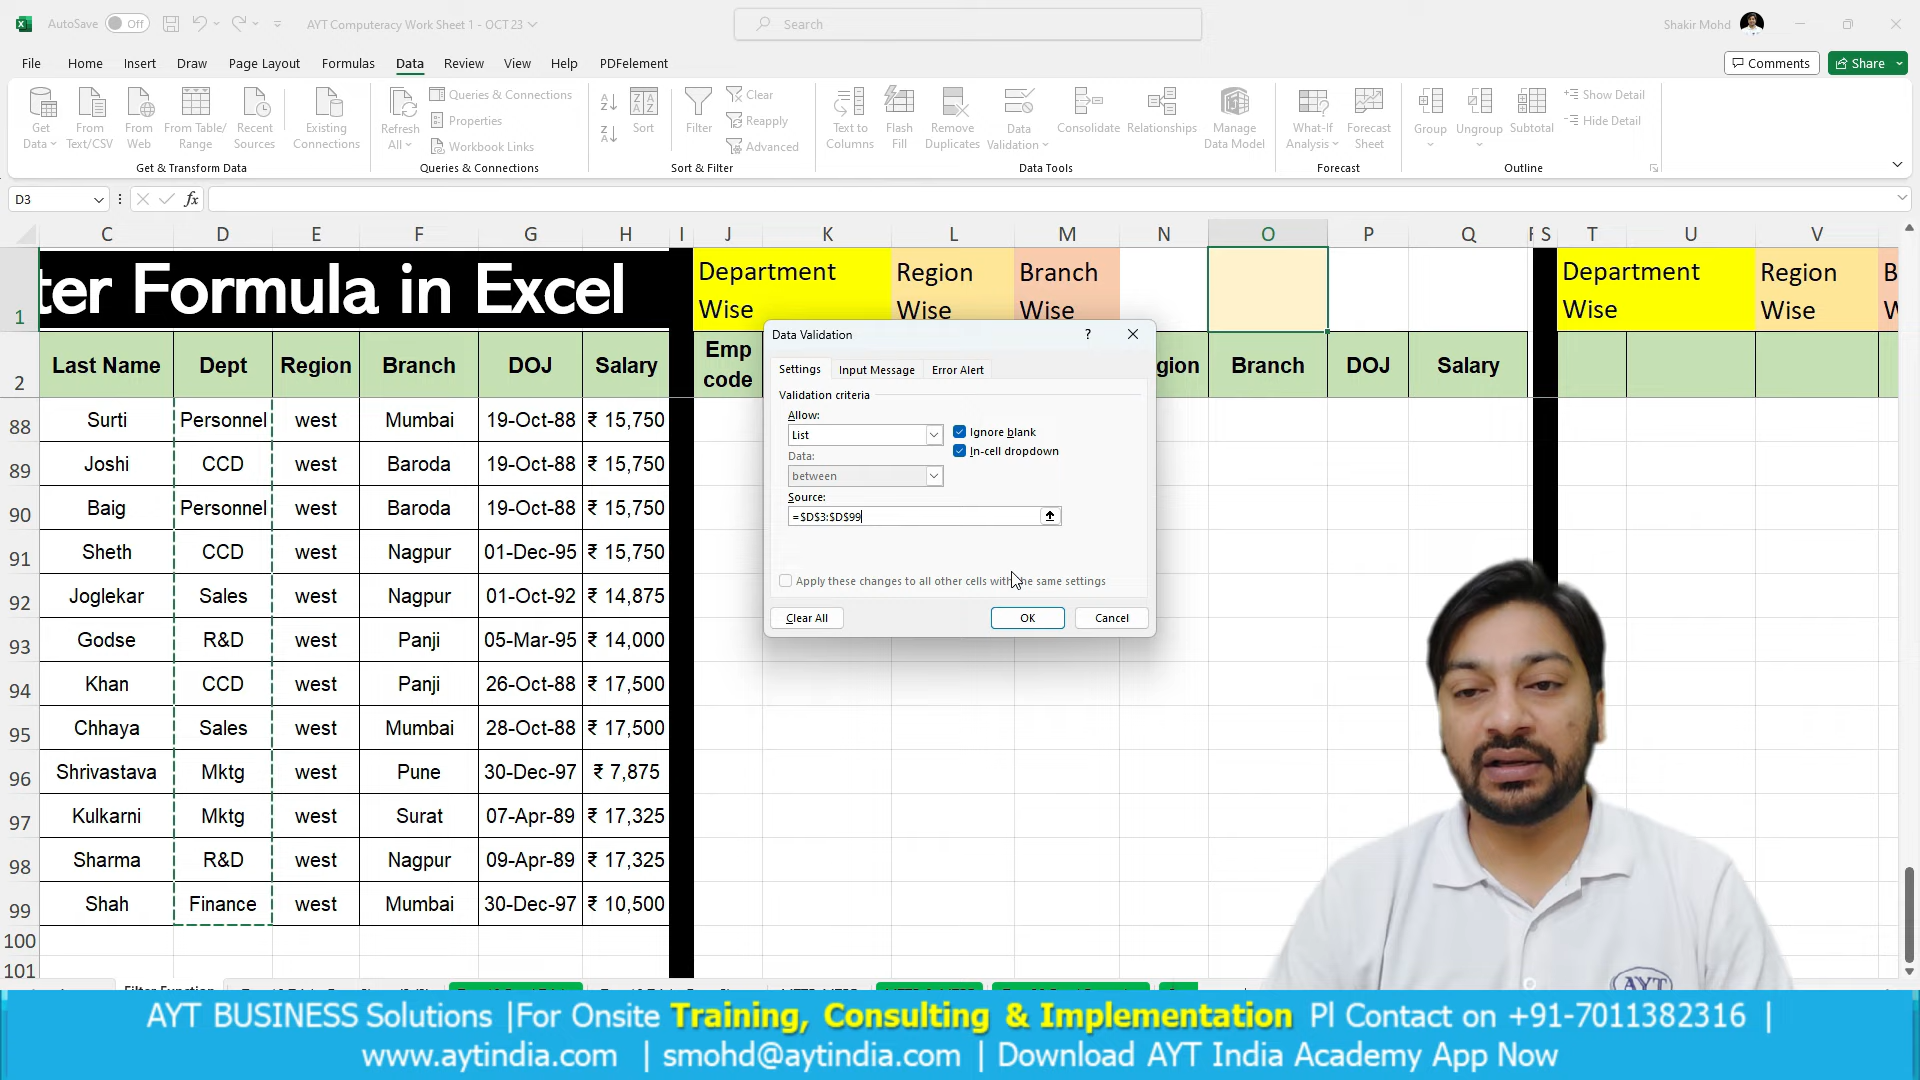 AutoSave Off AYT Computeracy Work Sheet 1 - OCT 23 Search Shakir Mohd
File Home Insert Draw Page Layout Formulas Data Review View Help PDFelement Comments Share
Get Data From Text/CSV From Web From Table/ Range Recent Sources Existing Connections
Refresh All Queries & Connections Properties Workbook Links
Sort Filter Clear Reapply Advanced
Text to Columns Flash Fill Remove Duplicates Data Validation Consolidate Relationships Manage Data Model
What-If Analysis Forecast Sheet Group Ungroup Subtotal Show Detail Hide Detail
Get & Transform Data Queries & Connections Sort & Filter Data Tools Forecast Outline
D3 fx
C D E F G H I J K L M N O P Q S T U V
1 ter Formula in Excel Department Wise Region Wise Branch Wise Department Wise Region Wise B
2 Last Name Dept Region Branch DOJ Salary Emp code gion Branch DOJ Salary
88 Surti Personnel west Mumbai 19-Oct-88 ₹ 15,750
89 Joshi CCD west Baroda 19-Oct-88 ₹ 15,750
90 Baig Personnel west Baroda 19-Oct-88 ₹ 15,750
91 Sheth CCD west Nagpur 01-Dec-95 ₹ 15,750
92 Joglekar Sales west Nagpur 01-Oct-92 ₹ 14,875
93 Godse R&D west Panji 05-Mar-95 ₹ 14,000
94 Khan CCD west Panji 26-Oct-88 ₹ 17,500
95 Chhaya Sales west Mumbai 28-Oct-88 ₹ 17,500
96 Shrivastava Mktg west Pune 30-Dec-97 ₹ 7,875
97 Kulkarni Mktg west Surat 07-Apr-89 ₹ 17,325
98 Sharma R&D west Nagpur 09-Apr-89 ₹ 17,325
99 Shah Finance west Mumbai 30-Dec-97 ₹ 10,500
100
101
Data Validation ?
Settings Input Message Error Alert
Validation criteria
Allow:
List Ignore blank
Data: In-cell dropdown
between
Source:
=$D$3:$D$99
Apply these changes to all other cells with the same settings
Clear All OK Cancel
AYT
AYT BUSINESS Solutions |For Onsite Training, Consulting & Implementation Pl Contact on +91-7011382316 |
www.aytindia.com | smohd@aytindia.com | Download AYT India Academy App Now